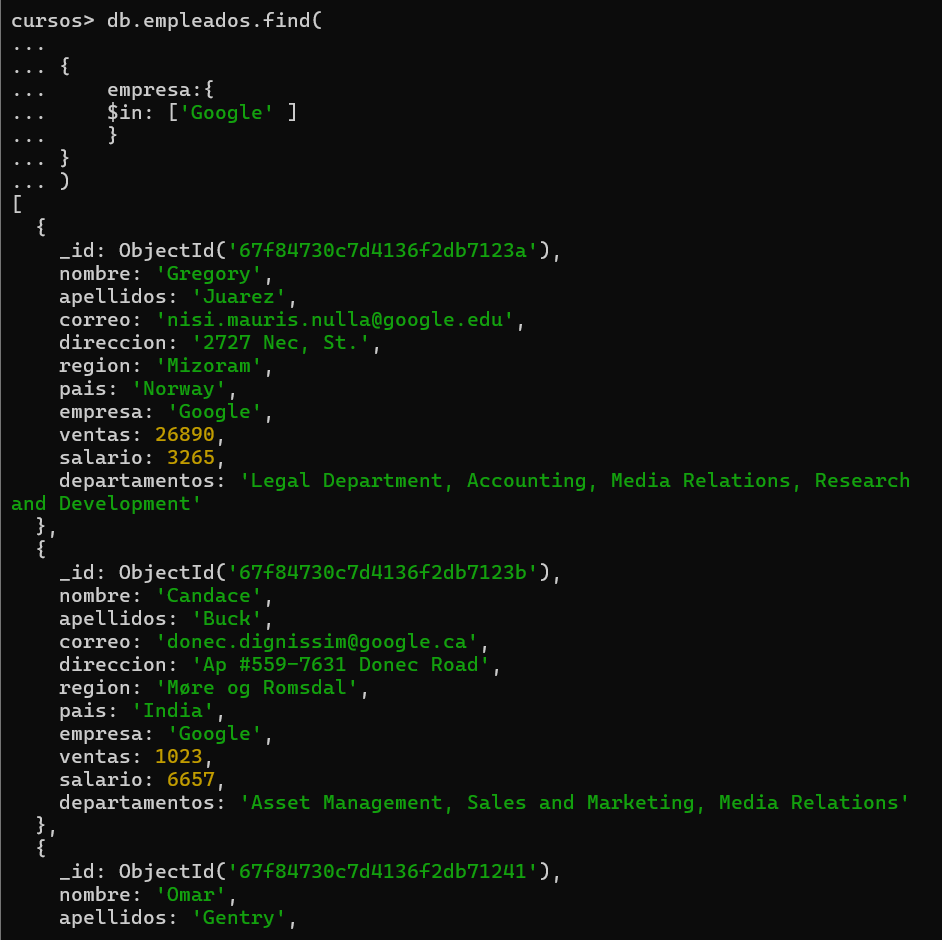 cursos> db.empleados.find(
...
... {
...     empresa:{
...     $in: ['Google' ]
...     }
... }
... )
[
  {
    _id: ObjectId('67f84730c7d4136f2db7123a'),
    nombre: 'Gregory',
    apellidos: 'Juarez',
    correo: 'nisi.mauris.nulla@google.edu',
    direccion: '2727 Nec, St.',
    region: 'Mizoram',
    pais: 'Norway',
    empresa: 'Google',
    ventas: 26890,
    salario: 3265,
    departamentos: 'Legal Department, Accounting, Media Relations, Research
and Development'
  },
  {
    _id: ObjectId('67f84730c7d4136f2db7123b'),
    nombre: 'Candace',
    apellidos: 'Buck',
    correo: 'donec.dignissim@google.ca',
    direccion: 'Ap #559-7631 Donec Road',
    region: 'Møre og Romsdal',
    pais: 'India',
    empresa: 'Google',
    ventas: 1023,
    salario: 6657,
    departamentos: 'Asset Management, Sales and Marketing, Media Relations'
  },
  {
    _id: ObjectId('67f84730c7d4136f2db71241'),
    nombre: 'Omar',
    apellidos: 'Gentry',